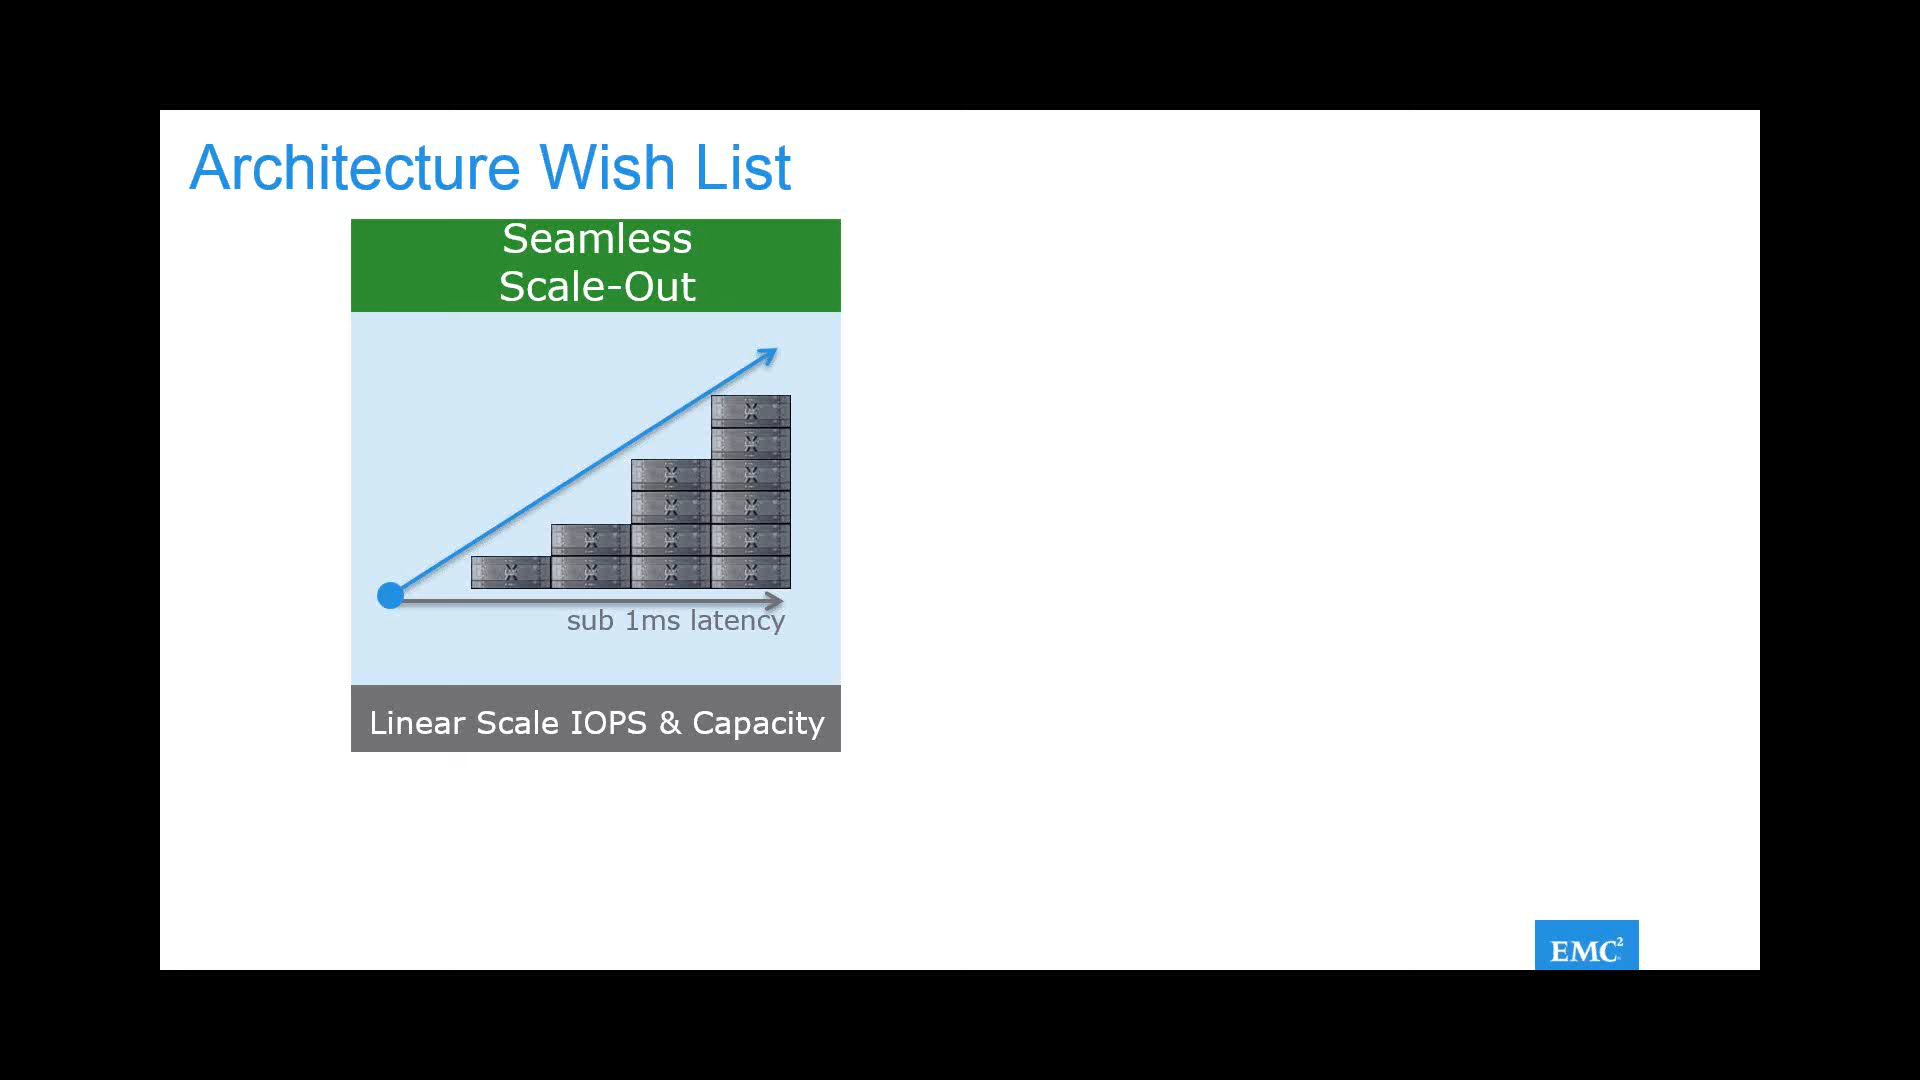 Architecture Wish List
Seamless
Scale-Out
sub 1ms latency
Linear Scale IOPS & Capacity
EMC²